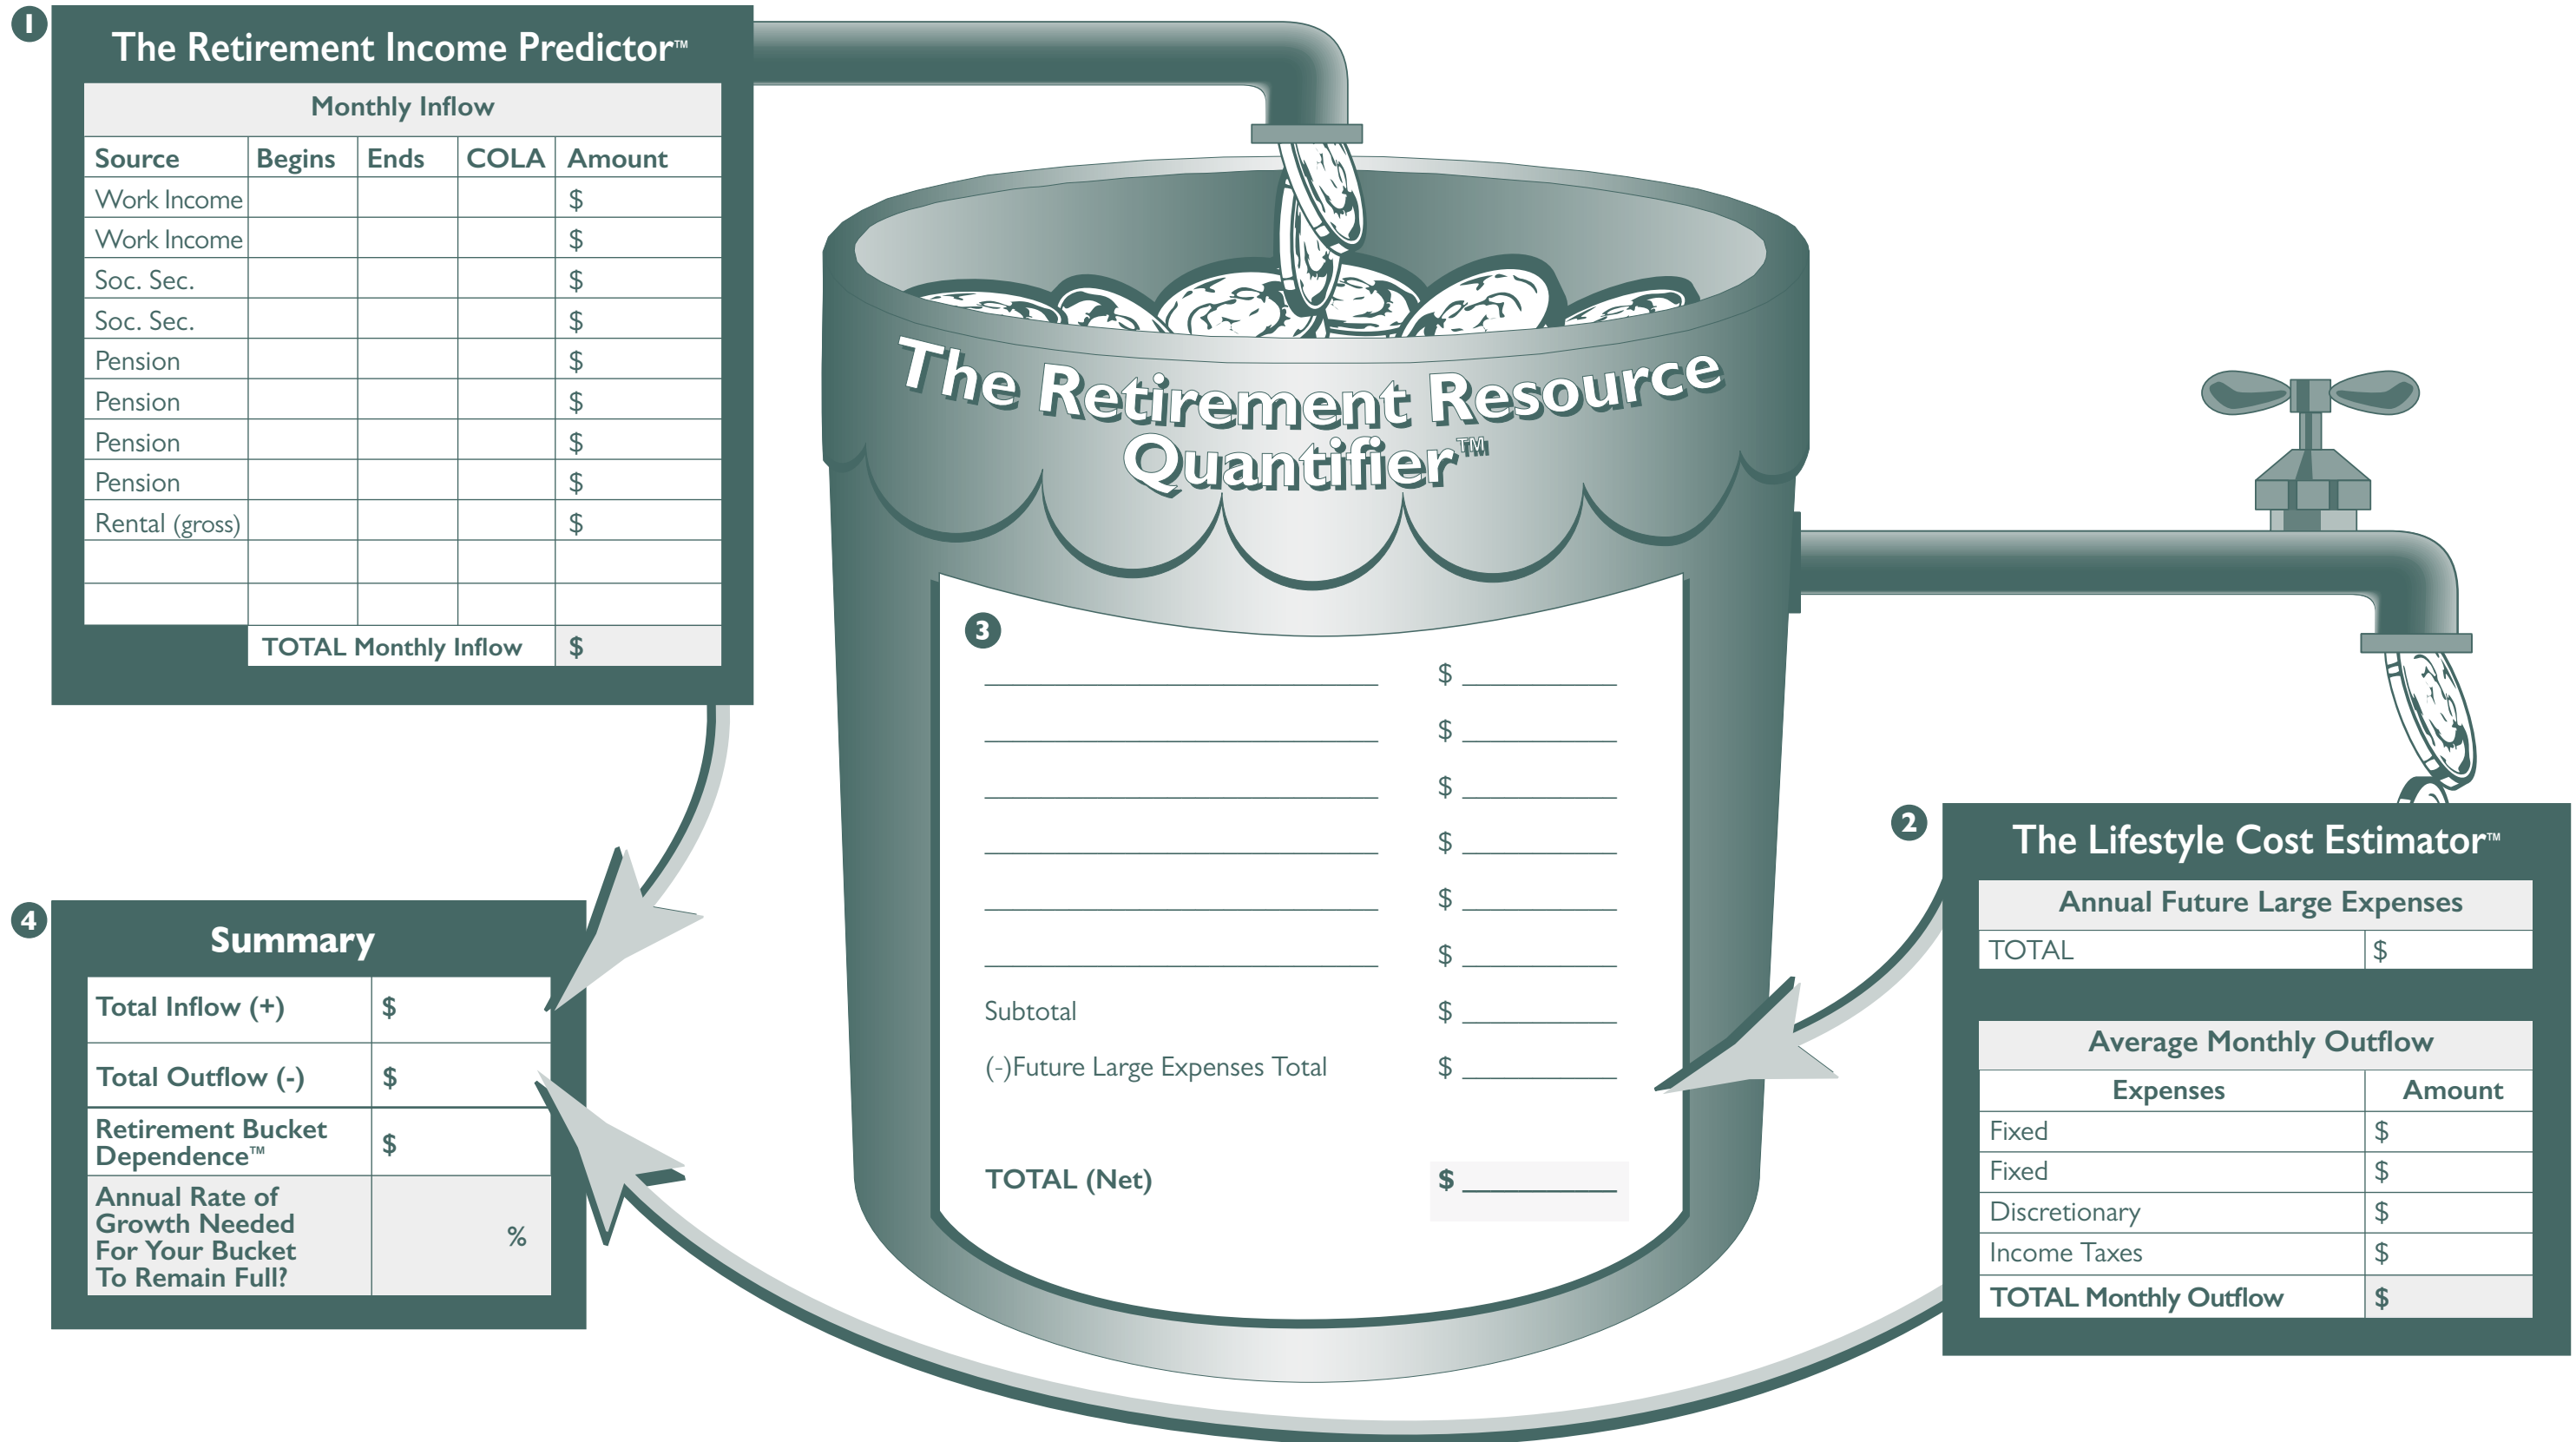 1
The Retirement Income Predictor™
Monthly Inflow
Source Begins Ends COLA Amount
Work Income $
Work Income $
Soc. Sec. $
Soc. Sec. $
Pension $
Pension $
Pension $
Pension $
Rental (gross) $
TOTAL Monthly Inflow $
The Retirement Resource
Quantifier™
3
$
$
$
$
$
$
Subtotal $
(-)Future Large Expenses Total $
TOTAL (Net) $
2
The Lifestyle Cost Estimator™
Annual Future Large Expenses
TOTAL $
Average Monthly Outflow
Expenses Amount
Fixed $
Fixed $
Discretionary $
Income Taxes $
TOTAL Monthly Outflow $
4
Summary
Total Inflow (+) $
Total Outflow (-) $
Retirement Bucket
Dependence™ $
Annual Rate of
Growth Needed
For Your Bucket
To Remain Full?
%